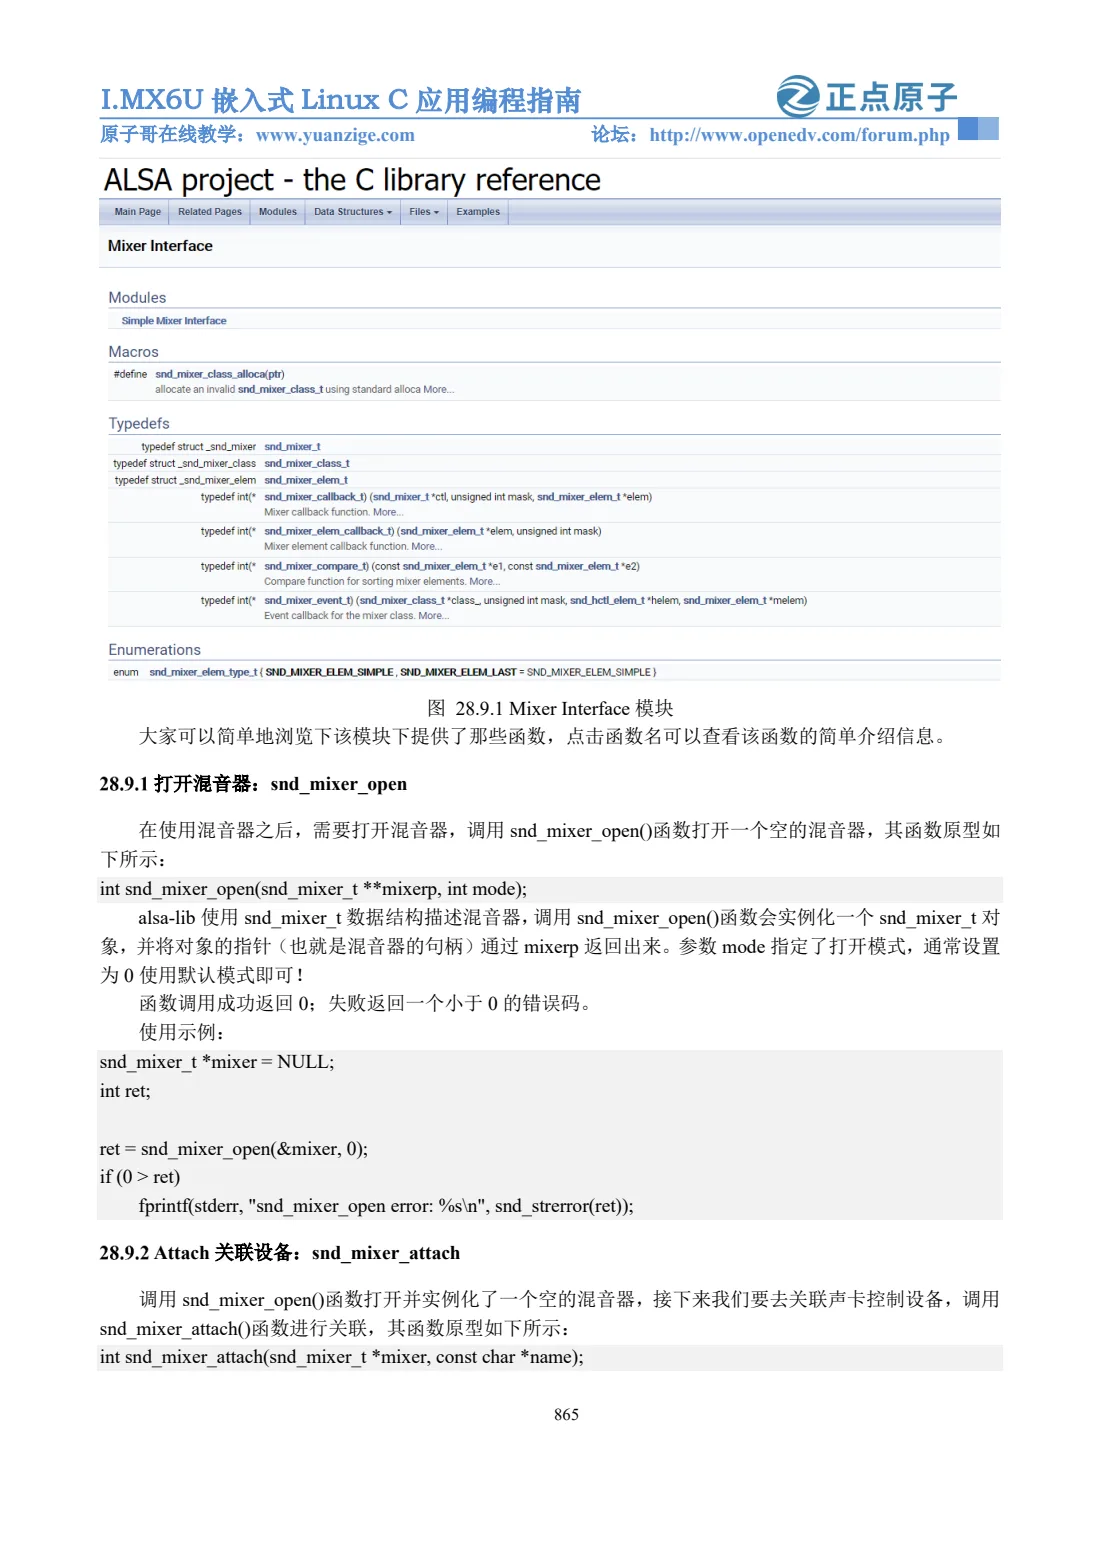 I.MX6U 嵌入式 Linux C 应用编程指南
正点原子
原子哥在线教学：www.yuanzige.com 论坛：http://www.openedv.com/forum.php
ALSA project - the C library reference
Main Page Related Pages Modules Data Structures Files Examples
Mixer Interface
Modules
Simple Mixer Interface
Macros
#define snd_mixer_class_alloca(ptr)
allocate an invalid snd_mixer_class_t using standard alloca More...
Typedefs
typedef struct _snd_mixer snd_mixer_t
typedef struct _snd_mixer_class snd_mixer_class_t
typedef struct _snd_mixer_elem snd_mixer_elem_t
typedef int(* snd_mixer_callback_t) (snd_mixer_t *ctl, unsigned int mask, snd_mixer_elem_t *elem)
Mixer callback function. More...
typedef int(* snd_mixer_elem_callback_t) (snd_mixer_elem_t *elem, unsigned int mask)
Mixer element callback function. More...
typedef int(* snd_mixer_compare_t) (const snd_mixer_elem_t *e1, const snd_mixer_elem_t *e2)
Compare function for sorting mixer elements. More...
typedef int(* snd_mixer_event_t) (snd_mixer_class_t *class_, unsigned int mask, snd_hctl_elem_t *helem, snd_mixer_elem_t *melem)
Event callback for the mixer class. More...
Enumerations
enum snd_mixer_elem_type_t { SND_MIXER_ELEM_SIMPLE , SND_MIXER_ELEM_LAST = SND_MIXER_ELEM_SIMPLE }
图 28.9.1 Mixer Interface 模块
大家可以简单地浏览下该模块下提供了那些函数，点击函数名可以查看该函数的简单介绍信息。
28.9.1 打开混音器：snd_mixer_open
在使用混音器之后，需要打开混音器，调用 snd_mixer_open()函数打开一个空的混音器，其函数原型如
下所示：
int snd_mixer_open(snd_mixer_t **mixerp, int mode);
alsa-lib 使用 snd_mixer_t 数据结构描述混音器，调用 snd_mixer_open()函数会实例化一个 snd_mixer_t 对
象，并将对象的指针（也就是混音器的句柄）通过 mixerp 返回出来。参数 mode 指定了打开模式，通常设置
为 0 使用默认模式即可！
函数调用成功返回 0；失败返回一个小于 0 的错误码。
使用示例：
snd_mixer_t *mixer = NULL;
int ret;
ret = snd_mixer_open(&mixer, 0);
if (0 > ret)
fprintf(stderr, "snd_mixer_open error: %s\n", snd_strerror(ret));
28.9.2 Attach 关联设备：snd_mixer_attach
调用 snd_mixer_open()函数打开并实例化了一个空的混音器，接下来我们要去关联声卡控制设备，调用
snd_mixer_attach()函数进行关联，其函数原型如下所示：
int snd_mixer_attach(snd_mixer_t *mixer, const char *name);
865